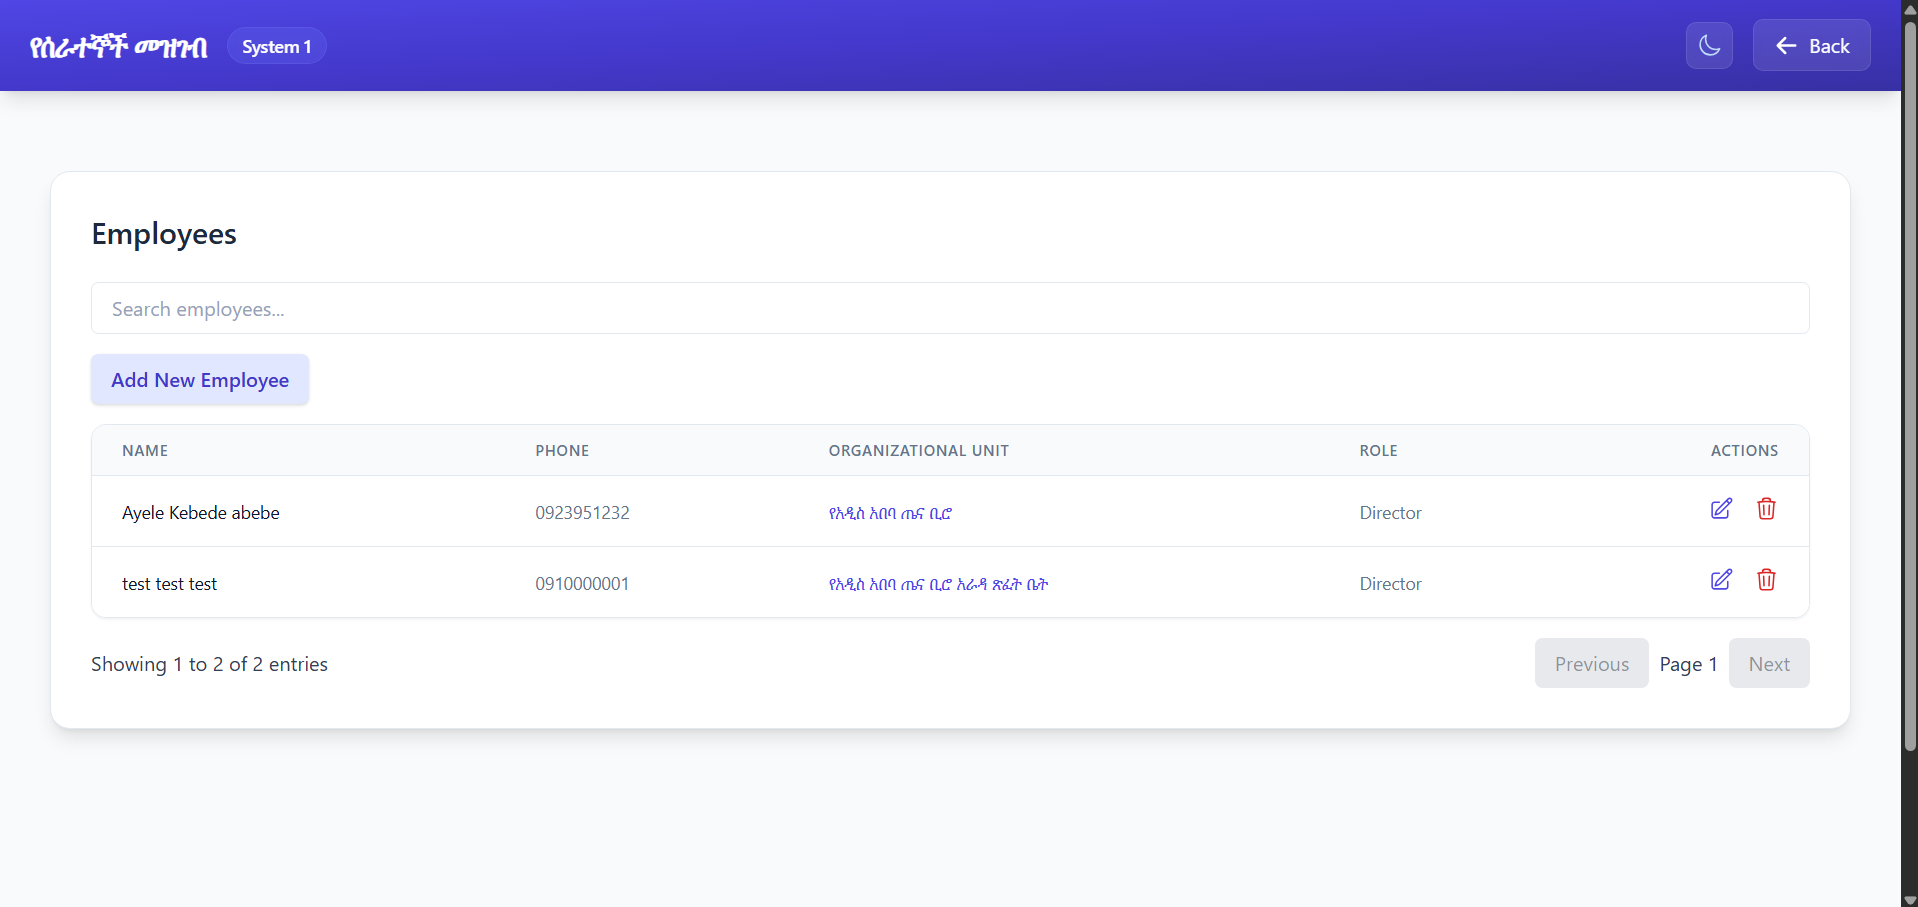 የሰራተኞች መዝገብ System 1 Back
Employees
Search employees...
Add New Employee
NAME PHONE ORGANIZATIONAL UNIT ROLE ACTIONS
Ayele Kebede abebe 0923951232 የአዲስ አበባ ጤና ቢሮ Director
test test test 0910000001 የአዲስ አበባ ጤና ቢሮ አራዳ ጽፈት ቤት Director
Showing 1 to 2 of 2 entries Previous Page 1 Next